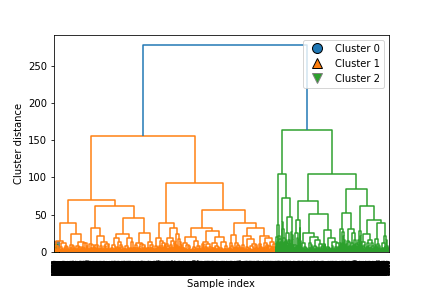 Cluster 0
Cluster 1
Cluster 2
Cluster distance
250
200
150
100
50
0
Sample index